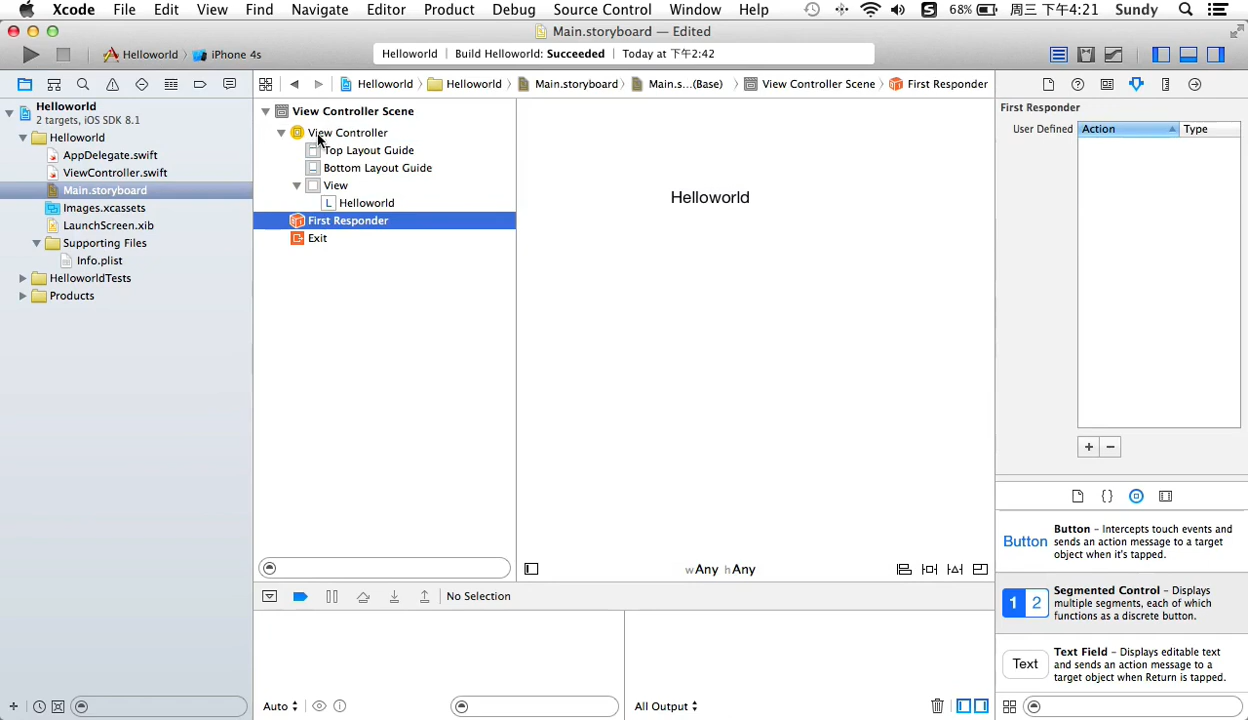 Xcode File Edit View Find Navigate Editor Product Debug Source Control Window Help 68% 周三 下午4:21 Sundy
Main.storyboard — Edited
Helloworld iPhone 4s Helloworld Build Helloworld: Succeeded Today at 下午2:42
Helloworld Helloworld Main.storyboard Main.s...(Base) View Controller Scene First Responder
Helloworld
2 targets, iOS SDK 8.1
Helloworld
AppDelegate.swift
ViewController.swift
Main.storyboard
Images.xcassets
LaunchScreen.xib
Supporting Files
Info.plist
HelloworldTests
Products
View Controller Scene
View Controller
Top Layout Guide
Bottom Layout Guide
View
L Helloworld
First Responder
Exit
Helloworld
wAny hAny
No Selection
Auto
All Output
First Responder
User Defined Action Type
Button
Button – Intercepts touch events and
sends an action message to a target
object when it's tapped.
1 2
Segmented Control – Displays
multiple segments, each of which
functions as a discrete button.
Text
Text Field – Displays editable text
and sends an action message to a
target object when Return is tapped.